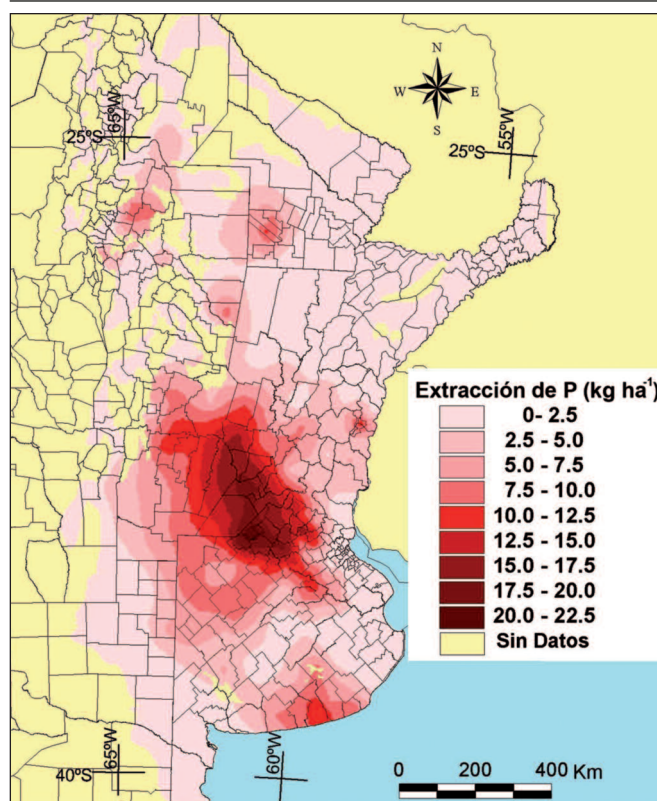 N
W E
S
65ºW
25ºS
55ºW
25ºS
Extracción de P (kg ha-1)
0- 2.5
2.5 - 5.0
5.0 - 7.5
7.5 - 10.0
10.0 - 12.5
12.5 - 15.0
15.0 - 17.5
17.5 - 20.0
20.0 - 22.5
Sin Datos
65ºW
40ºS
60ºW
0 200 400 Km